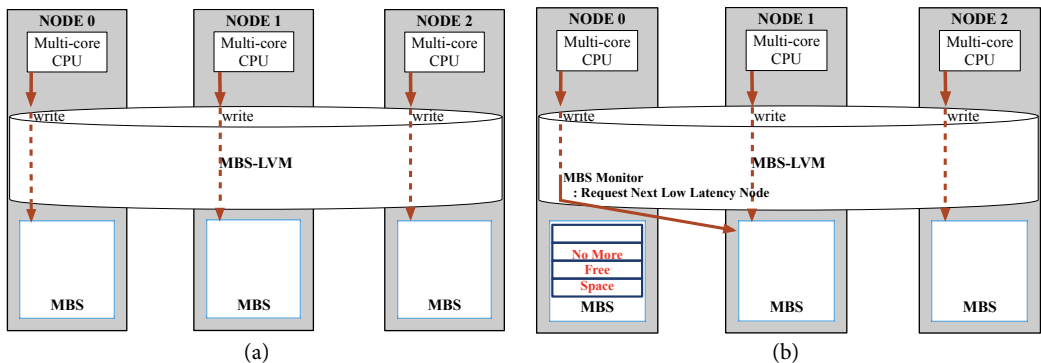 NODE 0
Multi-core
CPU
write
MBS
NODE 1
Multi-core
CPU
write
MBS
NODE 2
Multi-core
CPU
write
MBS
MBS-LVM
(a)
NODE 0
Multi-core
CPU
write
MBS Monitor
: Request Next Low Latency Node
No More
Free
Space
MBS
NODE 1
Multi-core
CPU
write
MBS
NODE 2
Multi-core
CPU
write
MBS
MBS-LVM
(b)